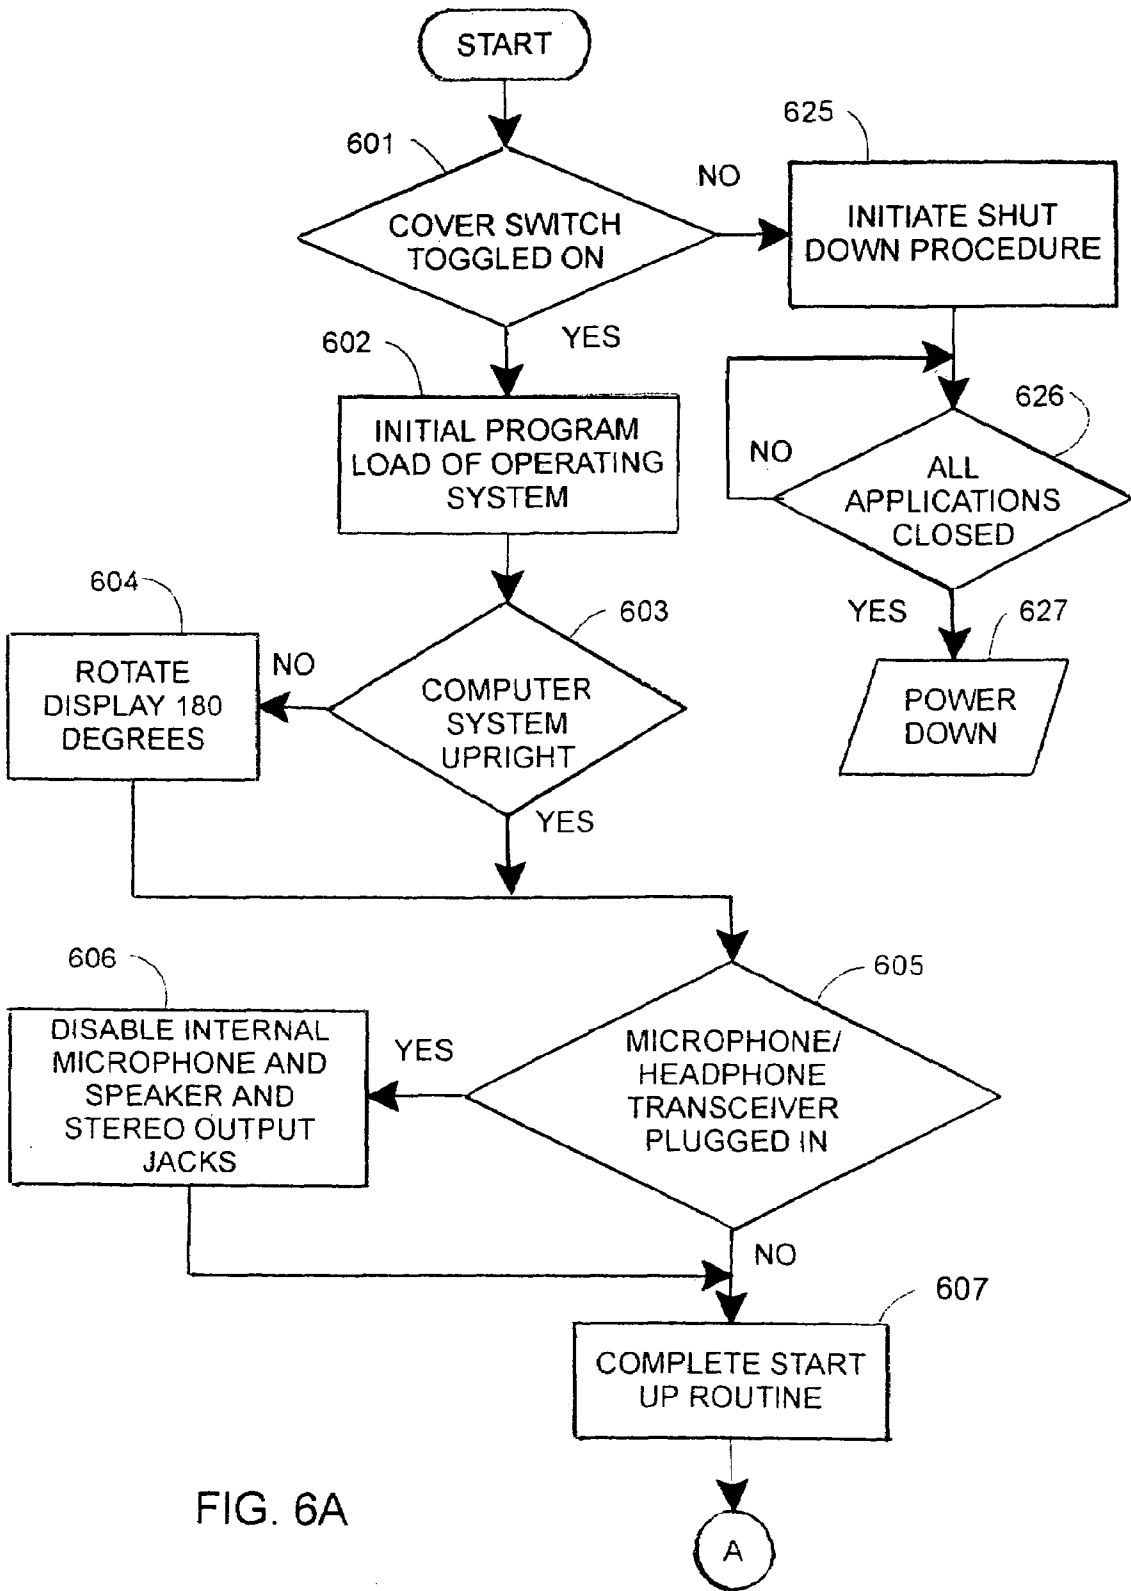 START
601
COVER SWITCH
TOGGLED ON
NO
625
INITIATE SHUT
DOWN PROCEDURE
YES
602
INITIAL PROGRAM
LOAD OF OPERATING
SYSTEM
626
NO
ALL
APPLICATIONS
CLOSED
YES
627
POWER
DOWN
603
COMPUTER
SYSTEM
UPRIGHT
NO
604
ROTATE
DISPLAY 180
DEGREES
YES
605
MICROPHONE/
HEADPHONE
TRANSCEIVER
PLUGGED IN
YES
606
DISABLE INTERNAL
MICROPHONE AND
SPEAKER AND
STEREO OUTPUT
JACKS
NO
607
COMPLETE START
UP ROUTINE
A
FIG. 6A